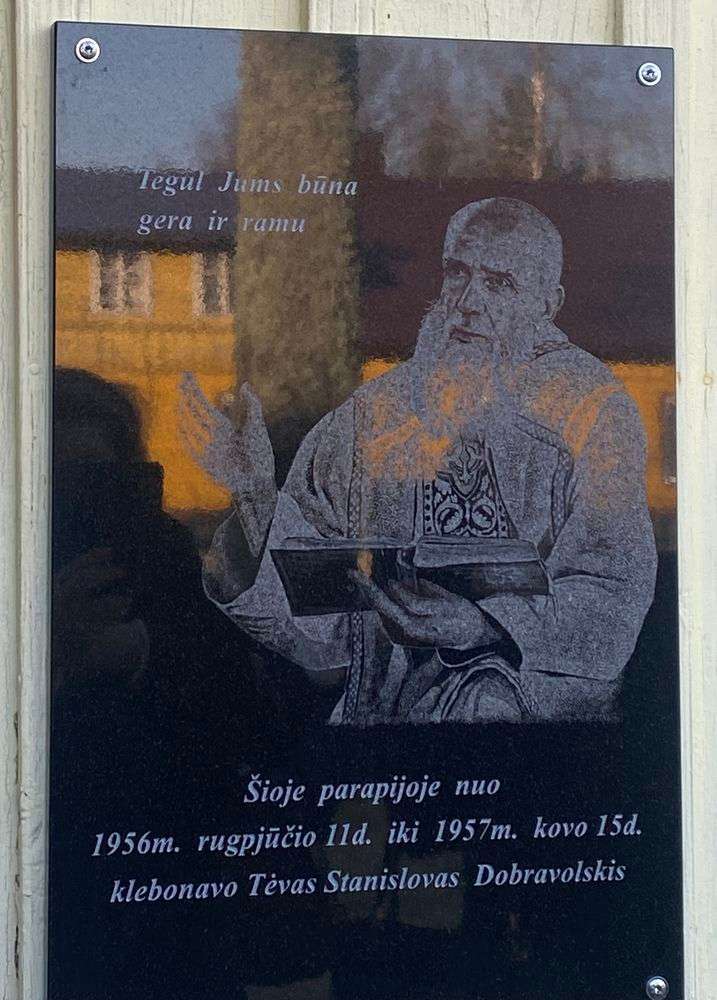 Tegul Jums būna
gera ir ramu
Šioje parapijoje nuo
1956m. rugpjūčio 11d. iki 1957m. kovo 15d.
klebonavo Tėvas Stanislovas Dobravolskis